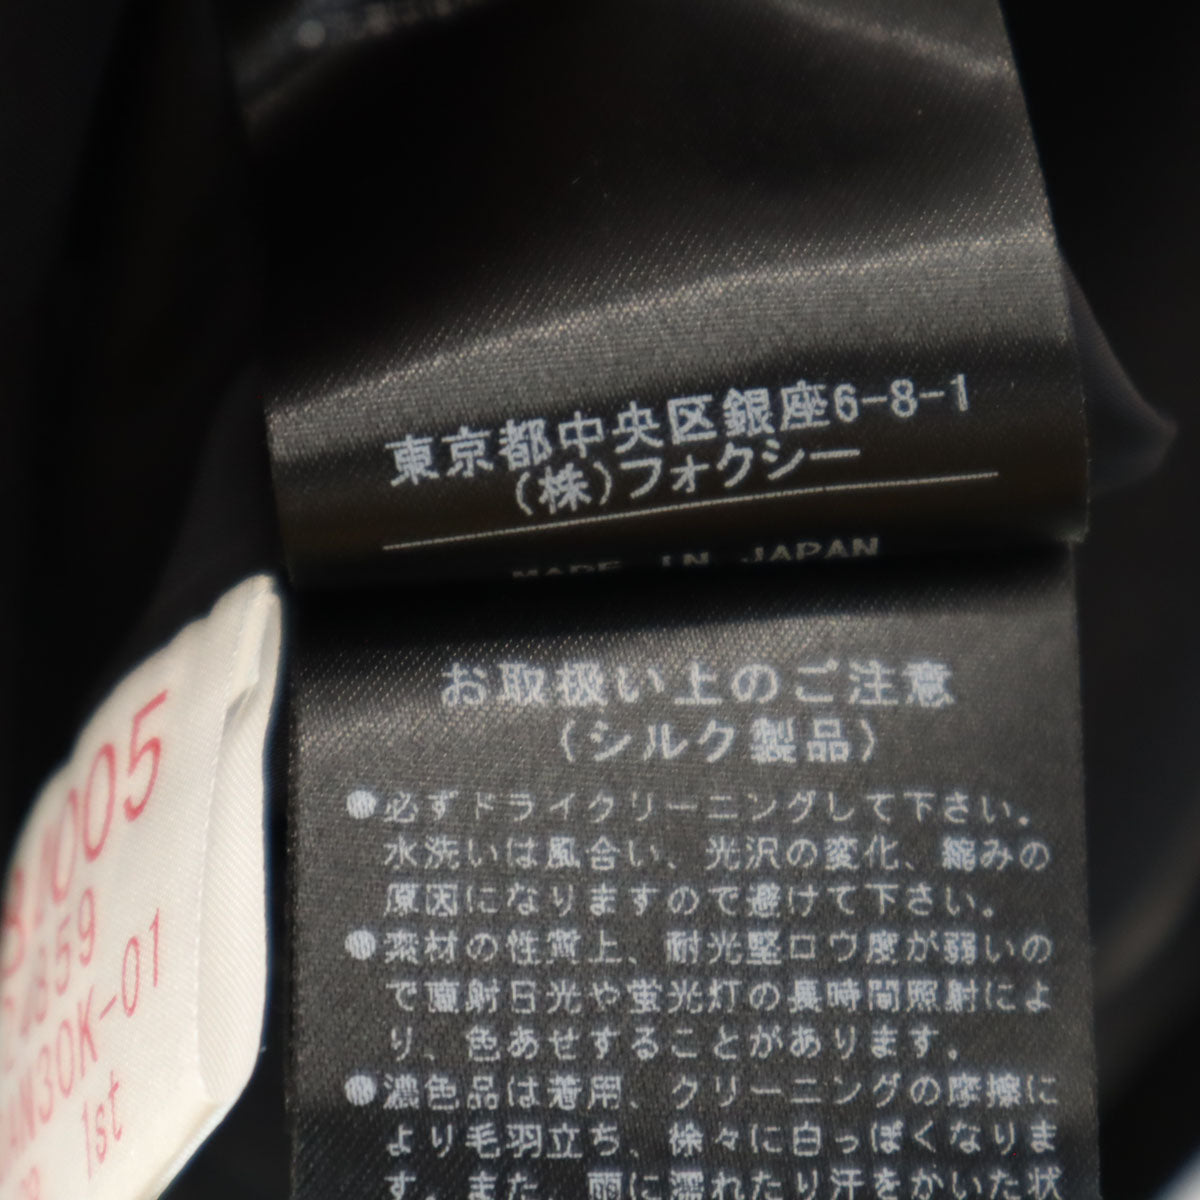 東京都中央区銀座6-8-1
(株)フォクシー
MADE IN JAPAN
お取扱い上のご注意
(シルク製品)
●必ずドライクリーニングして下さい。
水洗いは風合い、光沢の変化、縮みの
原因になりますので避けて下さい。
●素材の性質上、耐光堅ロウ度が弱いの
で直射日光や蛍光灯の長時間照射によ
り、色あせすることがあります。
●濃色品は着用、クリーニングの摩擦に
より毛羽立ち、徐々に白っぽくなりま
す。また、雨に濡れたり汗をかいた状
005
859
AN30K-01
1st